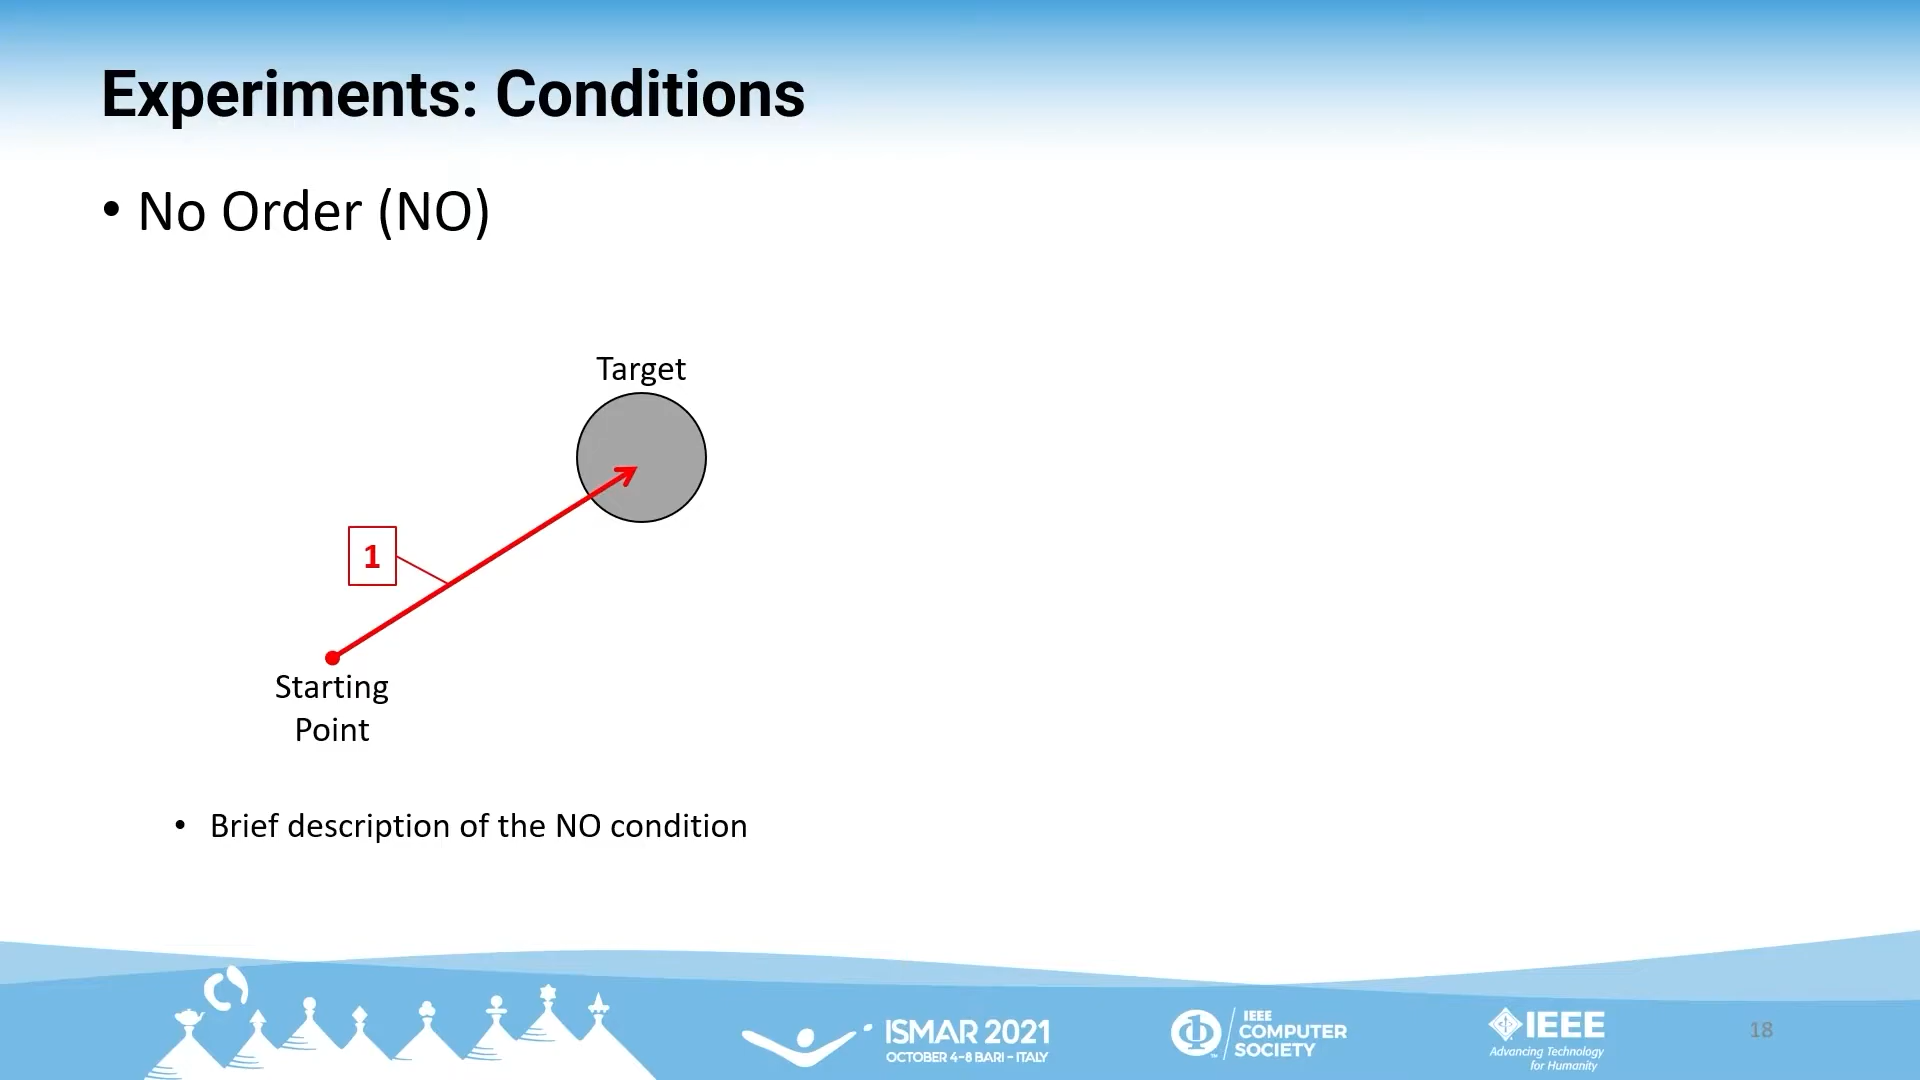 Experiments: Conditions
• No Order (NO)
Target
1
Starting
Point
• Brief description of the NO condition
ISMAR 2021
OCTOBER 4-8 BARI - ITALY
IEEE
COMPUTER
SOCIETY
IEEE
Advancing Technology
for Humanity
18